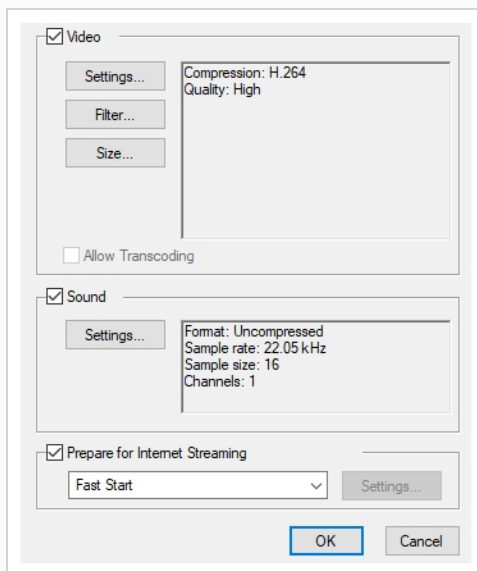 Video
Settings...
Compression: H.264
Quality: High
Filter...
Size...
Allow Transcoding
Sound
Settings...
Format: Uncompressed
Sample rate: 22.05 kHz
Sample size: 16
Channels: 1
Prepare for Internet Streaming
Fast Start
Settings...
OK
Cancel